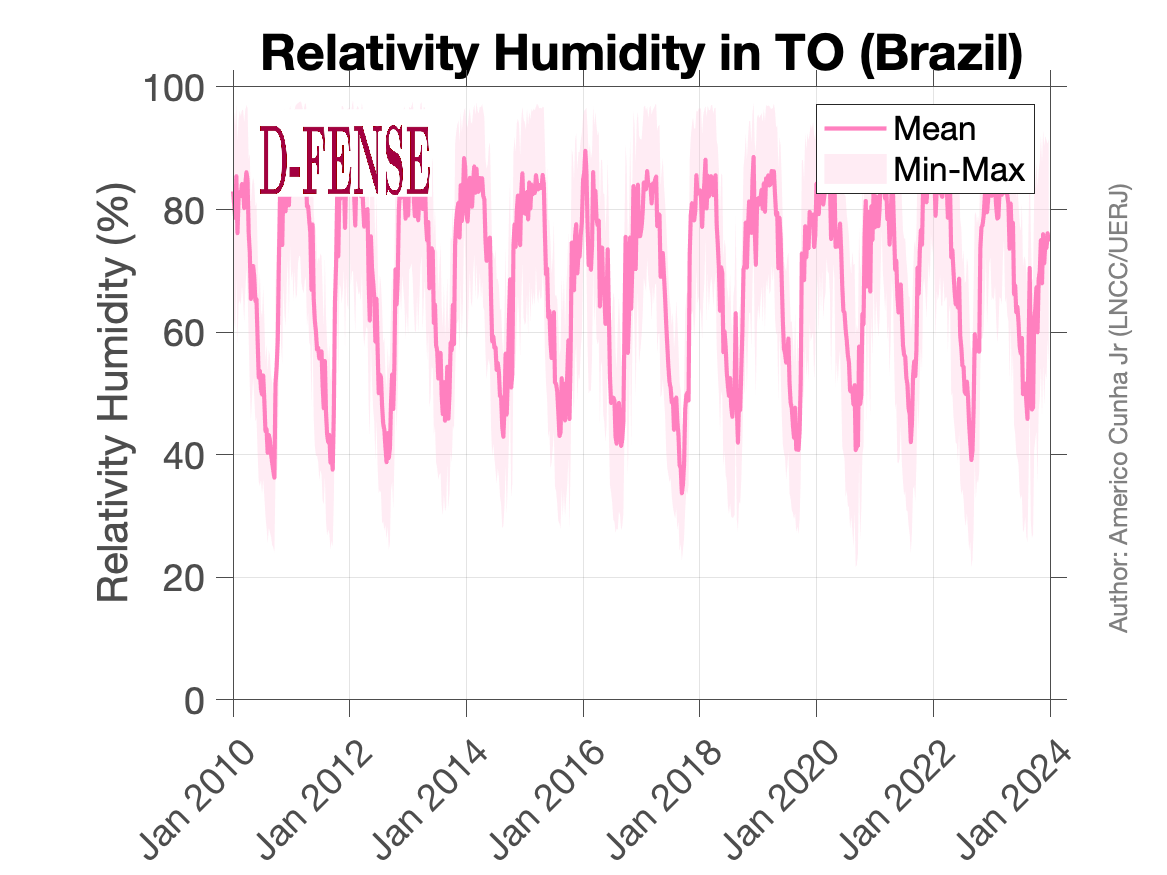 Relativity Humidity in TO (Brazil)
D-FENSE
Mean
Min-Max
Relativity Humidity (%)
100
80
60
40
20
0
Jan 2010
Jan 2012
Jan 2014
Jan 2016
Jan 2018
Jan 2020
Jan 2022
Jan 2024
Author: Americo Cunha Jr (LNCC/UERJ)